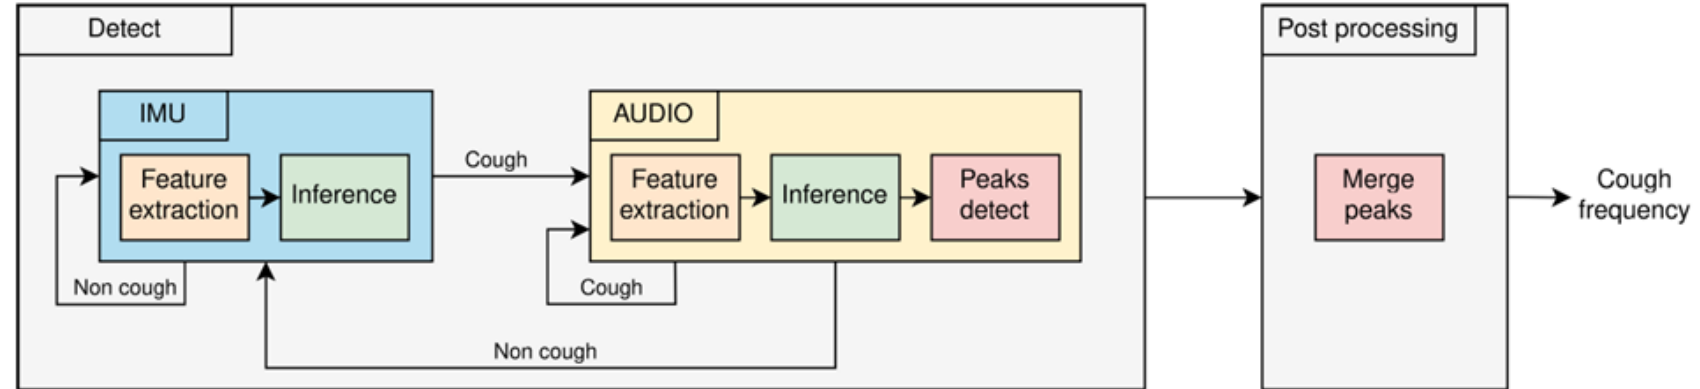 Detect
Post processing
IMU
AUDIO
Feature
extraction
Inference
Cough
Feature
extraction
Inference
Peaks
detect
Merge
peaks
Cough
frequency
Non cough
Cough
Non cough